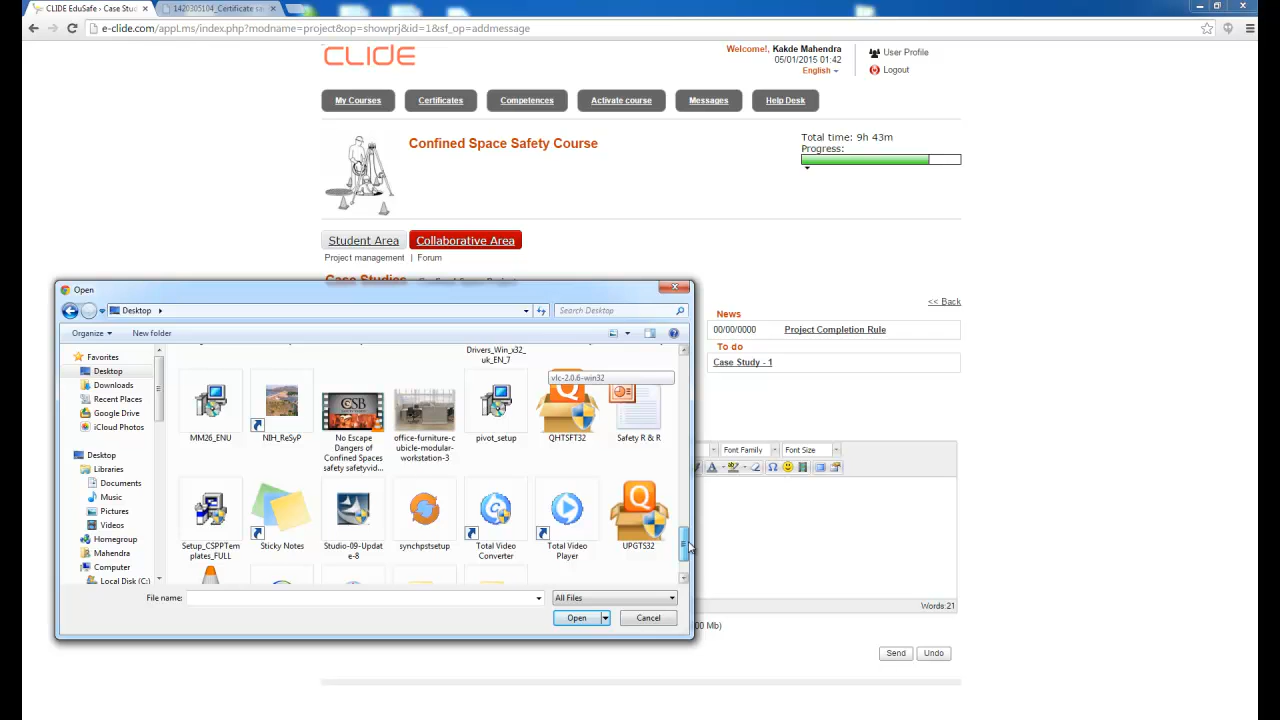 CLIDE EduSafe - Case Stud
1420305104_Certificate sa
e-clide.com/appLms/index.php?modname=project&op=showprj&id=1&sf_op=addmessage
CLIDE
Welcome!, Kakde Mahendra
05/01/2015 01:42
English
User Profile
Logout
My Courses
Certificates
Competences
Activate course
Messages
Help Desk
Confined Space Safety Course
Total time: 9h 43m
Progress:
Student Area
Collaborative Area
Project management | Forum
Case Studies
<< Back
News
00/00/0000 Project Completion Rule
To do
Case Study - 1
Font Family
Font Size
Words:21
00 Mb)
Send
Undo
Open
Desktop
Search Desktop
Organize
New folder
Favorites
Desktop
Downloads
Recent Places
Google Drive
iCloud Photos
Desktop
Libraries
Documents
Music
Pictures
Videos
Homegroup
Mahendra
Computer
Local Disk (C:)
Drivers_Win_x32_
uk_EN_7
vlc-2.0.6-win32
MM26_ENU
NIH_ReSyP
CSB
No Escape
Dangers of
Confined Spaces
safety safetyvid...
office-furniture-c
ubicle-modular-
workstation-3
pivot_setup
QHTSFT32
Safety R & R
Setup_CSPPTem
plates_FULL
Sticky Notes
Studio-09-Updat
e-8
synchpstsetup
Total Video
Converter
Total Video
Player
UPGTS32
File name:
All Files
Open
Cancel